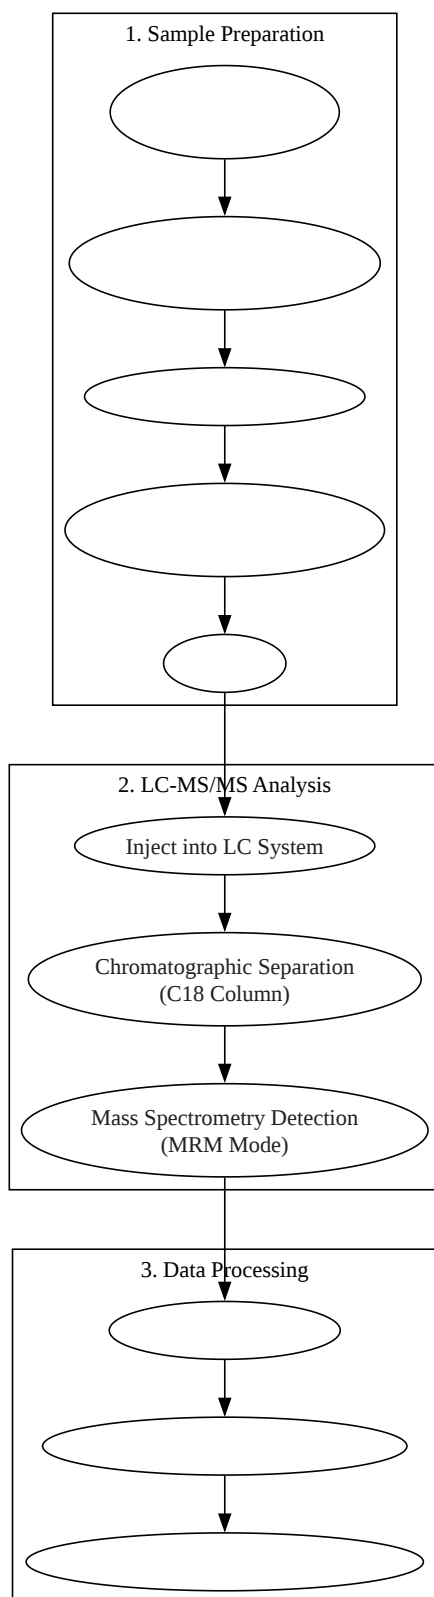 1. Sample Preparation
2. LC-MS/MS Analysis
Inject into LC System
Chromatographic Separation
(C18 Column)
Mass Spectrometry Detection
(MRM Mode)
3. Data Processing